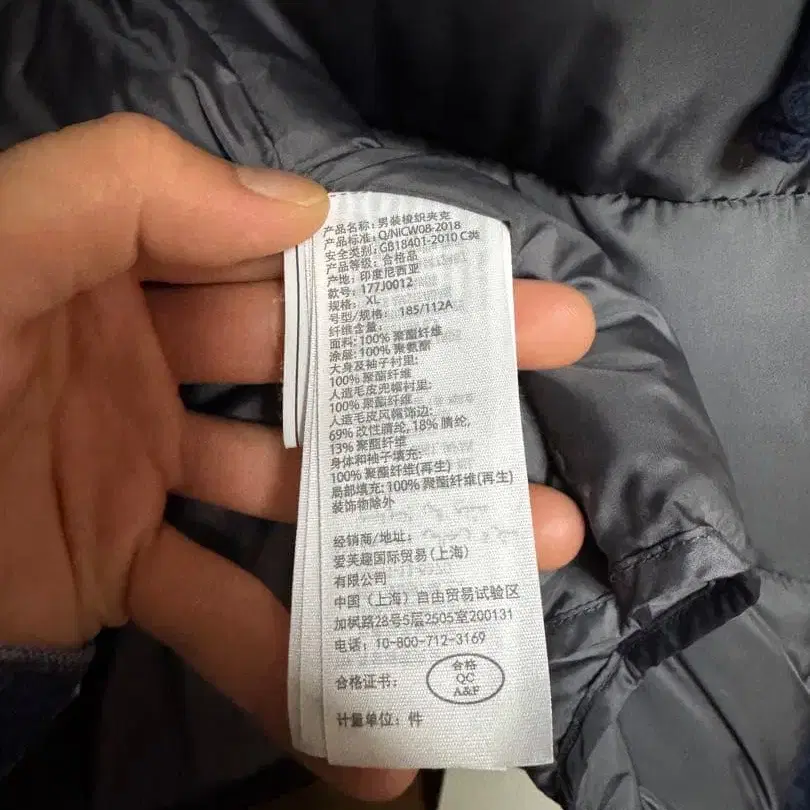 产品名称: 男装梭织夹克
产品标准: Q/NICW08-2018
安全类别: GB18401-2010 C类
产品等级: 合格品
产地: 印度尼西亚
款号: 177J0012
规格: XL
号型/规格: 185/112A
纤维含量:
面料: 100% 聚酯纤维
涂层: 100% 聚氨酯
大身及袖子衬里:
100% 聚酯纤维
人造毛皮兜帽衬里:
100% 聚酯纤维
人造毛皮风帽饰边:
69% 改性腈纶, 18% 腈纶,
13% 聚酯纤维
身体和袖子填充:
100% 聚酯纤维(再生)
局部填充: 100% 聚酯纤维(再生)
装饰物除外
经销商/地址:
爱芙趣国际贸易(上海)
有限公司
中国(上海)自由贸易试验区
加枫路28号5层2505室200131
电话: 10-800-712-3169
合格证书:
合格
QC
A&F
计量单位: 件